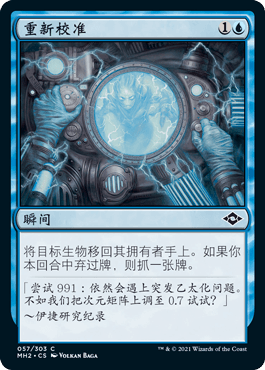 重新校准 1
瞬间
将目标生物移回其拥有者手上。如果你
本回合中弃过牌，则抓一张牌。
「尝试 991：依然会遇上突发乙太化问题。
不如我们把次元矩阵上调至 0.7 试试？」
～伊捷研究纪录
057/303 C
MH2 • CS VOLKAN BAGA
™ & © 2021 Wizards of the Coast